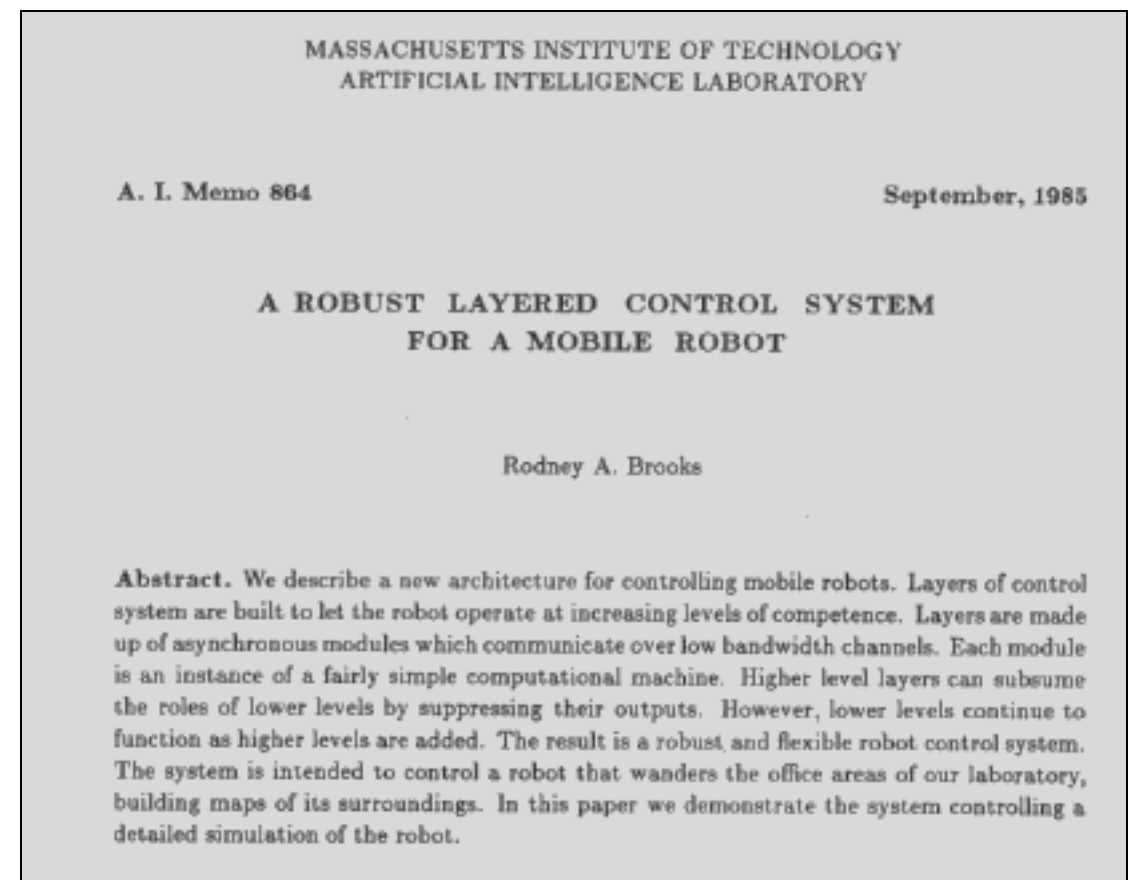 MASSACHUSETTS INSTITUTE OF TECHNOLOGY
ARTIFICIAL INTELLIGENCE LABORATORY
A. I. Memo 864 September, 1985
A ROBUST LAYERED CONTROL SYSTEM
FOR A MOBILE ROBOT
Rodney A. Brooks
Abstract. We describe a new architecture for controlling mobile robots. Layers of control
system are built to let the robot operate at increasing levels of competence. Layers are made
up of asynchronous modules which communicate over low bandwidth channels. Each module
is an instance of a fairly simple computational machine. Higher level layers can subsume
the roles of lower levels by suppressing their outputs. However, lower levels continue to
function as higher levels are added. The result is a robust and flexible robot control system.
The system is intended to control a robot that wanders the office areas of our laboratory,
building maps of its surroundings. In this paper we demonstrate the system controlling a
detailed simulation of the robot.